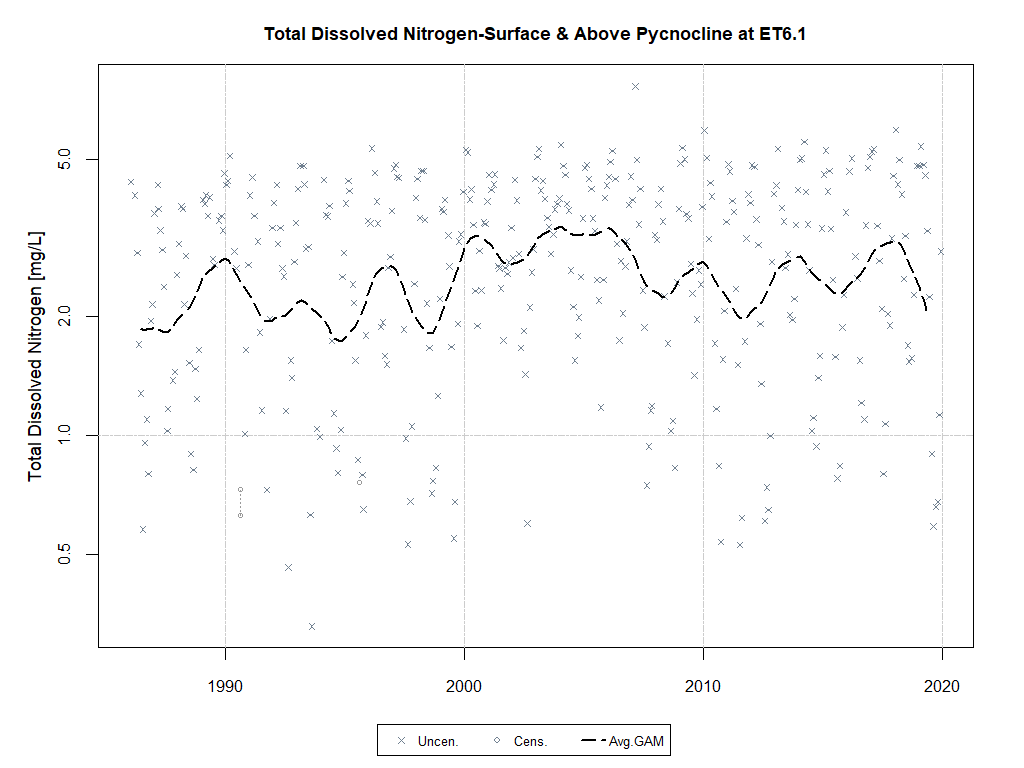 Total Dissolved Nitrogen-Surface & Above Pycnocline at ET6.1
Total Dissolved Nitrogen [mg/L]
5.0
2.0
1.0
0.5
1990 2000 2010 2020
Uncen. Cens. Avg.GAM